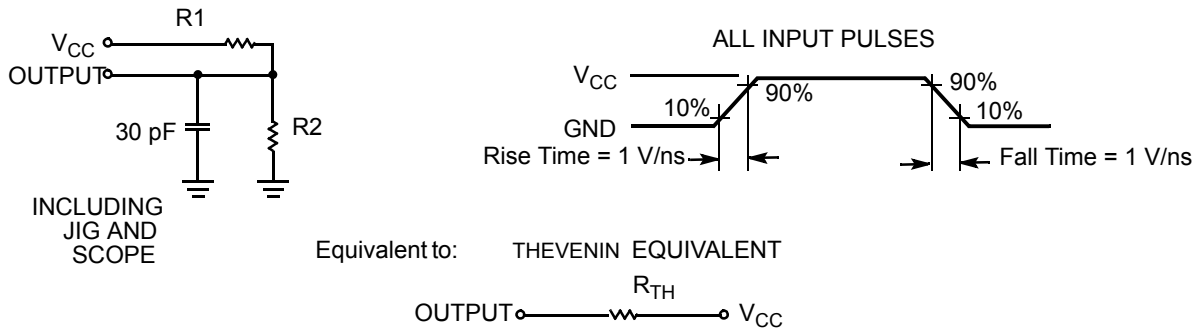 R1
VCC
OUTPUT
30 pF
R2
INCLUDING
JIG AND
SCOPE
ALL INPUT PULSES
VCC
GND
10%
90%
90%
10%
Rise Time = 1 V/ns
Fall Time = 1 V/ns
Equivalent to: THEVENIN EQUIVALENT
RTH
OUTPUT
VCC